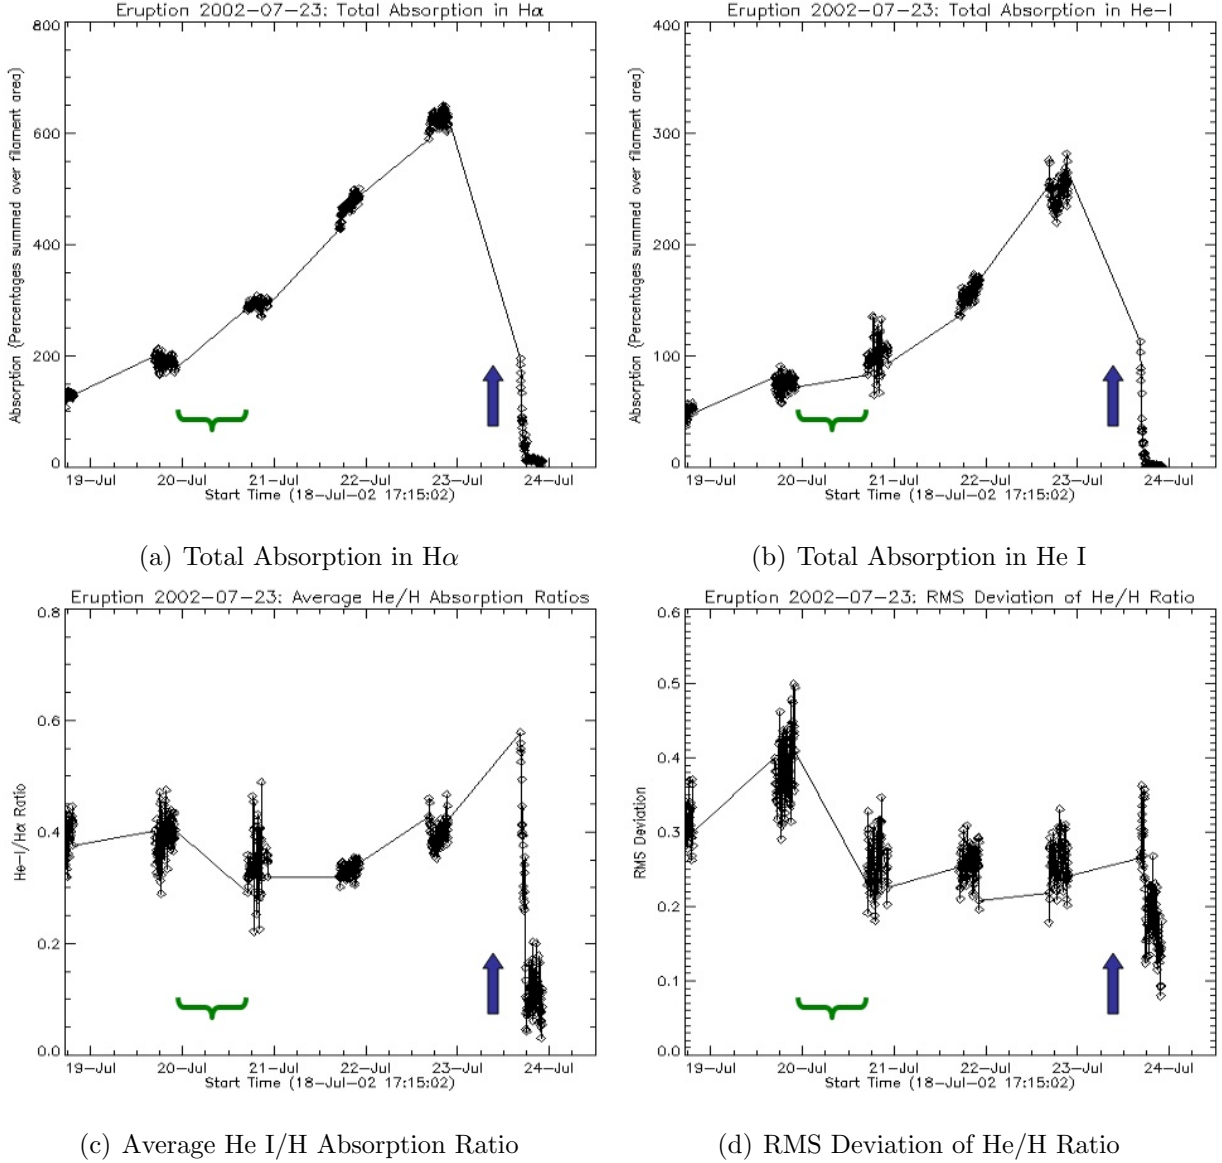 Eruption 2002-07-23: Total Absorption in Hα
Absorption (Percentages summed over filament area)
800
600
400
200
0
19-Jul 20-Jul 21-Jul 22-Jul 23-Jul 24-Jul
Start Time (18-Jul-02 17:15:02)
(a) Total Absorption in Hα
Eruption 2002-07-23: Total Absorption in He-I
Absorption (Percentages summed over filament area)
400
300
200
100
0
19-Jul 20-Jul 21-Jul 22-Jul 23-Jul 24-Jul
Start Time (18-Jul-02 17:15:02)
(b) Total Absorption in He I
Eruption 2002-07-23: Average He/H Absorption Ratios
He-I/Hα Ratio
0.8
0.6
0.4
0.2
0.0
19-Jul 20-Jul 21-Jul 22-Jul 23-Jul 24-Jul
Start Time (18-Jul-02 17:15:02)
(c) Average He I/H Absorption Ratio
Eruption 2002-07-23: RMS Deviation of He/H Ratio
RMS Deviation
0.6
0.5
0.4
0.3
0.2
0.1
0.0
19-Jul 20-Jul 21-Jul 22-Jul 23-Jul 24-Jul
Start Time (18-Jul-02 17:15:02)
(d) RMS Deviation of He/H Ratio